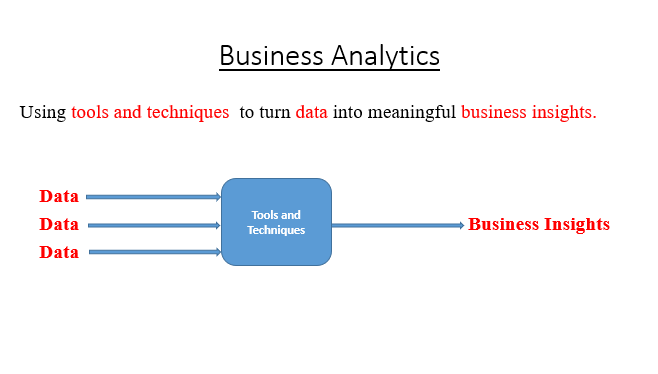 Business Analytics
Using tools and techniques to turn data into meaningful business insights.
Data
Data
Data
Tools and
Techniques
Business Insights